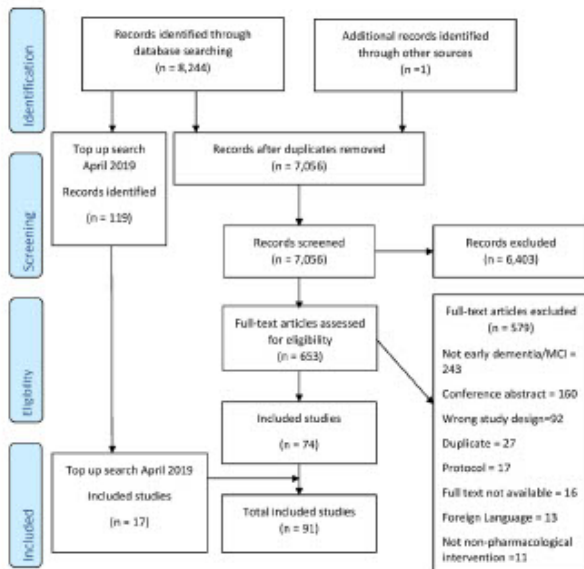 Identification
Records identified through
database searching
(n = 8,244)
Additional records identified
through other sources
(n =1)
Top up search
April 2019
Records identified
(n = 119)
Records after duplicates removed
(n = 7,056)
Screening
Records screened
(n = 7,056)
Records excluded
(n = 6,403)
Eligibility
Full-text articles assessed
for eligibility
(n = 653)
Full-text articles excluded
(n = 579)
Not early dementia/MCI =
243
Conference abstract = 160
Wrong study design=92
Duplicate = 27
Protocol = 17
Full text not available = 16
Foreign Language = 13
Not non-pharmacological
intervention =11
Included studies
(n = 74)
Included
Top up search April 2019
Included studies
(n = 17)
Total included studies
(n = 91)